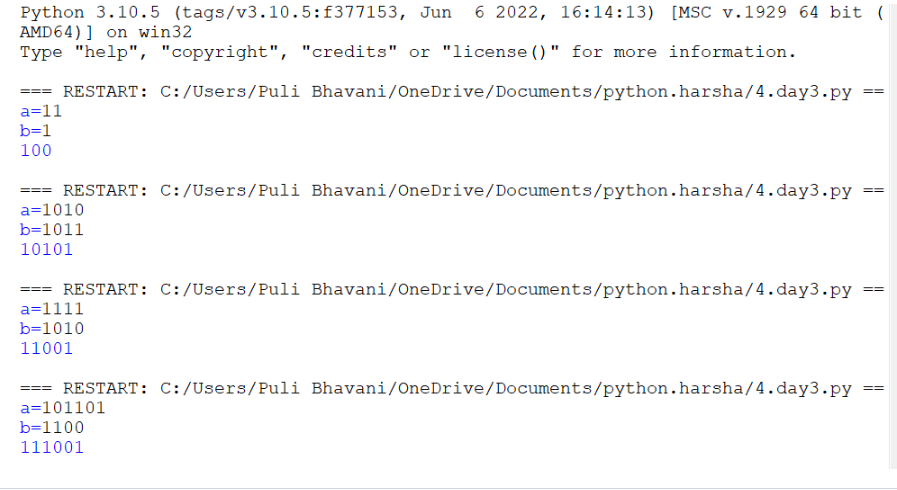 Python 3.10.5 (tags/v3.10.5:f377153, Jun  6 2022, 16:14:13) [MSC v.1929 64 bit (
AMD64)] on win32
Type "help", "copyright", "credits" or "license()" for more information.
=== RESTART: C:/Users/Puli Bhavani/OneDrive/Documents/python.harsha/4.day3.py ==
a=11
b=1
100
=== RESTART: C:/Users/Puli Bhavani/OneDrive/Documents/python.harsha/4.day3.py ==
a=1010
b=1011
10101
=== RESTART: C:/Users/Puli Bhavani/OneDrive/Documents/python.harsha/4.day3.py ==
a=1111
b=1010
11001
=== RESTART: C:/Users/Puli Bhavani/OneDrive/Documents/python.harsha/4.day3.py ==
a=101101
b=1100
111001